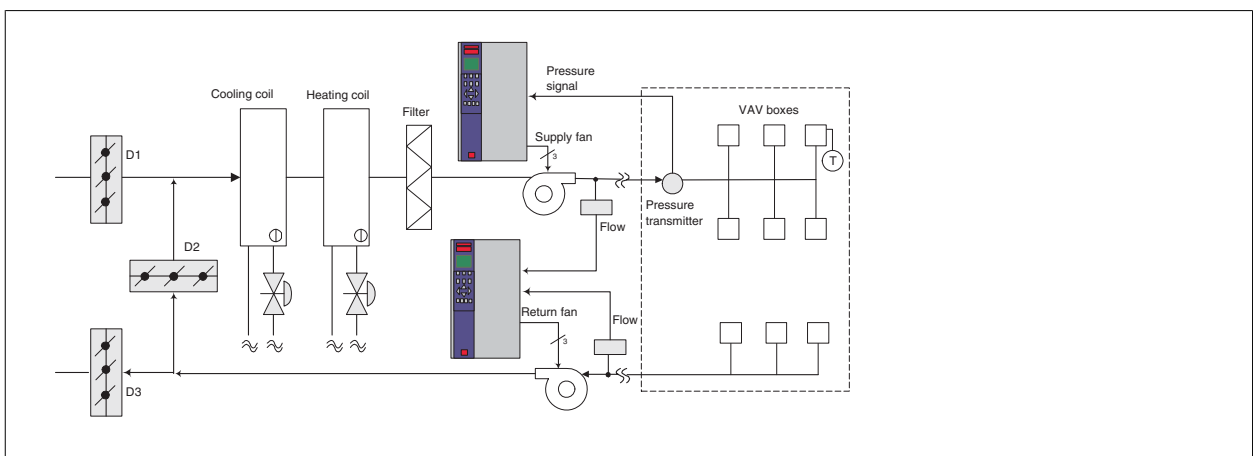 Cooling coil
Heating coil
Filter
Pressure
signal
VAV boxes
D1
Supply fan
3
T
Pressure
transmitter
Flow
D2
Return fan
3
Flow
D3